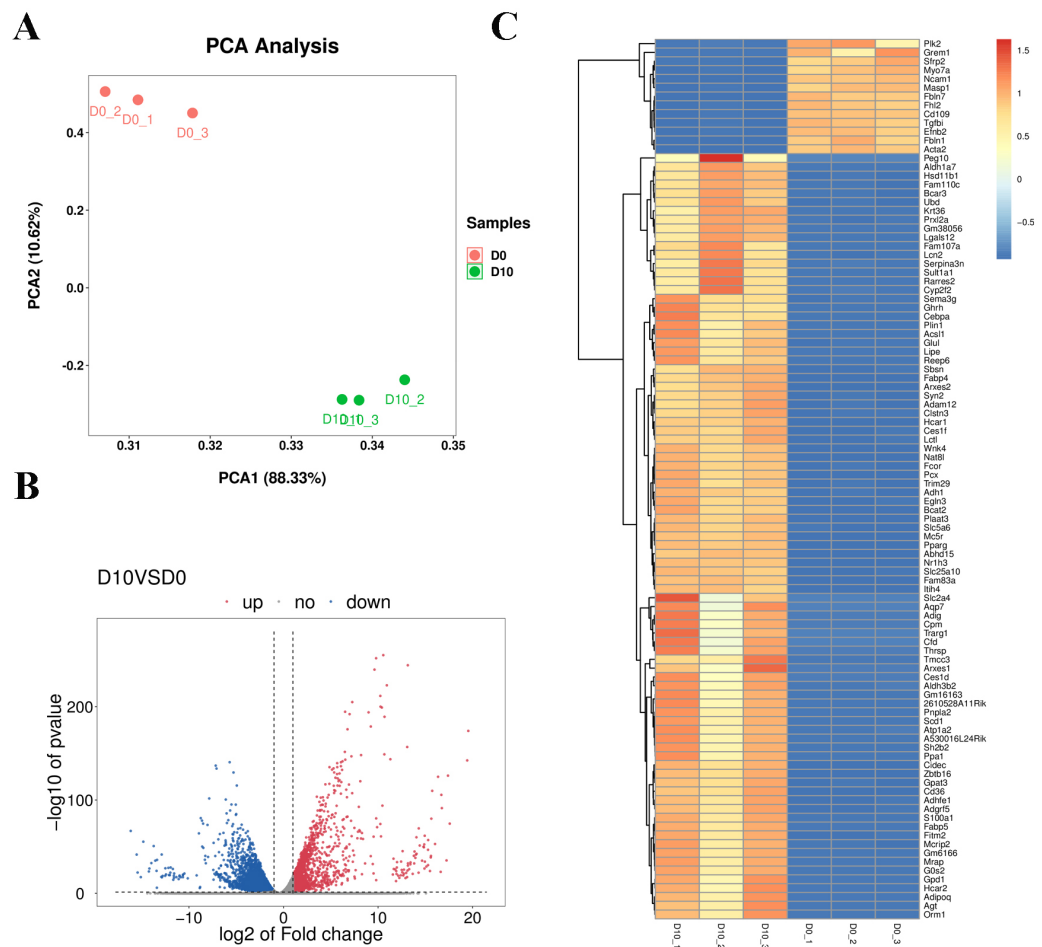 A
PCA Analysis
D0_2
D0_1
D0_3
D10_2
D10_1
D10_3
0.4
0.2
0.0
-0.2
0.31
0.32
0.33
0.34
0.35
PCA1 (88.33%)
PCA2 (10.62%)
Samples
D0
D10
B
D10VSD0
up
no
down
200
100
0
−10
0
10
20
log2 of Fold change
−log10 of pvalue
C
Plk2
Grem1
Sfrp2
Myo7a
Ncam1
Masp1
Fbln7
Fhl2
Cd109
Tgfbi
Efnb2
Fbln1
Acta2
Peg10
Aldh1a7
Hsd11b1
Fam110c
Bcar3
Ubd
Krt36
Prxl2a
Gm38056
Lgals12
Fam107a
Lcn2
Serpina3n
Sult1a1
Rarres2
Cyp2f2
Sema3g
Ghrh
Cebpa
Plin1
Acsl1
Glul
Lipe
Reep6
Sbsn
Fabp4
Arxes2
Syn2
Adam12
Clstn3
Hcar1
Ces1f
Lctl
Wnk4
Nat8l
Fcor
Pcx
Trim29
Adh1
Egln3
Bcat2
Plaat3
Slc5a6
Mc5r
Pparg
Abhd15
Nr1h3
Slc25a10
Fam83a
Itih4
Slc2a4
Aqp7
Adig
Cpm
Trarg1
Cfd
Thrsp
Tmcc3
Arxes1
Ces1d
Aldh3b2
Gm16163
2610528A11Rik
Pnpla2
Scd1
Atp1a2
A530016L24Rik
Sh2b2
Ppa1
Cidec
Zbtb16
Gpat3
Cd36
Adhfe1
Adgrf5
S100a1
Fabp5
Fitm2
Mcrip2
Gm6166
Mrap
G0s2
Gpd1
Hcar2
Adipoq
Agt
Orm1
D10_1
D10_2
D10_3
D0_1
D0_2
D0_3
1.5
1
0.5
0
−0.5